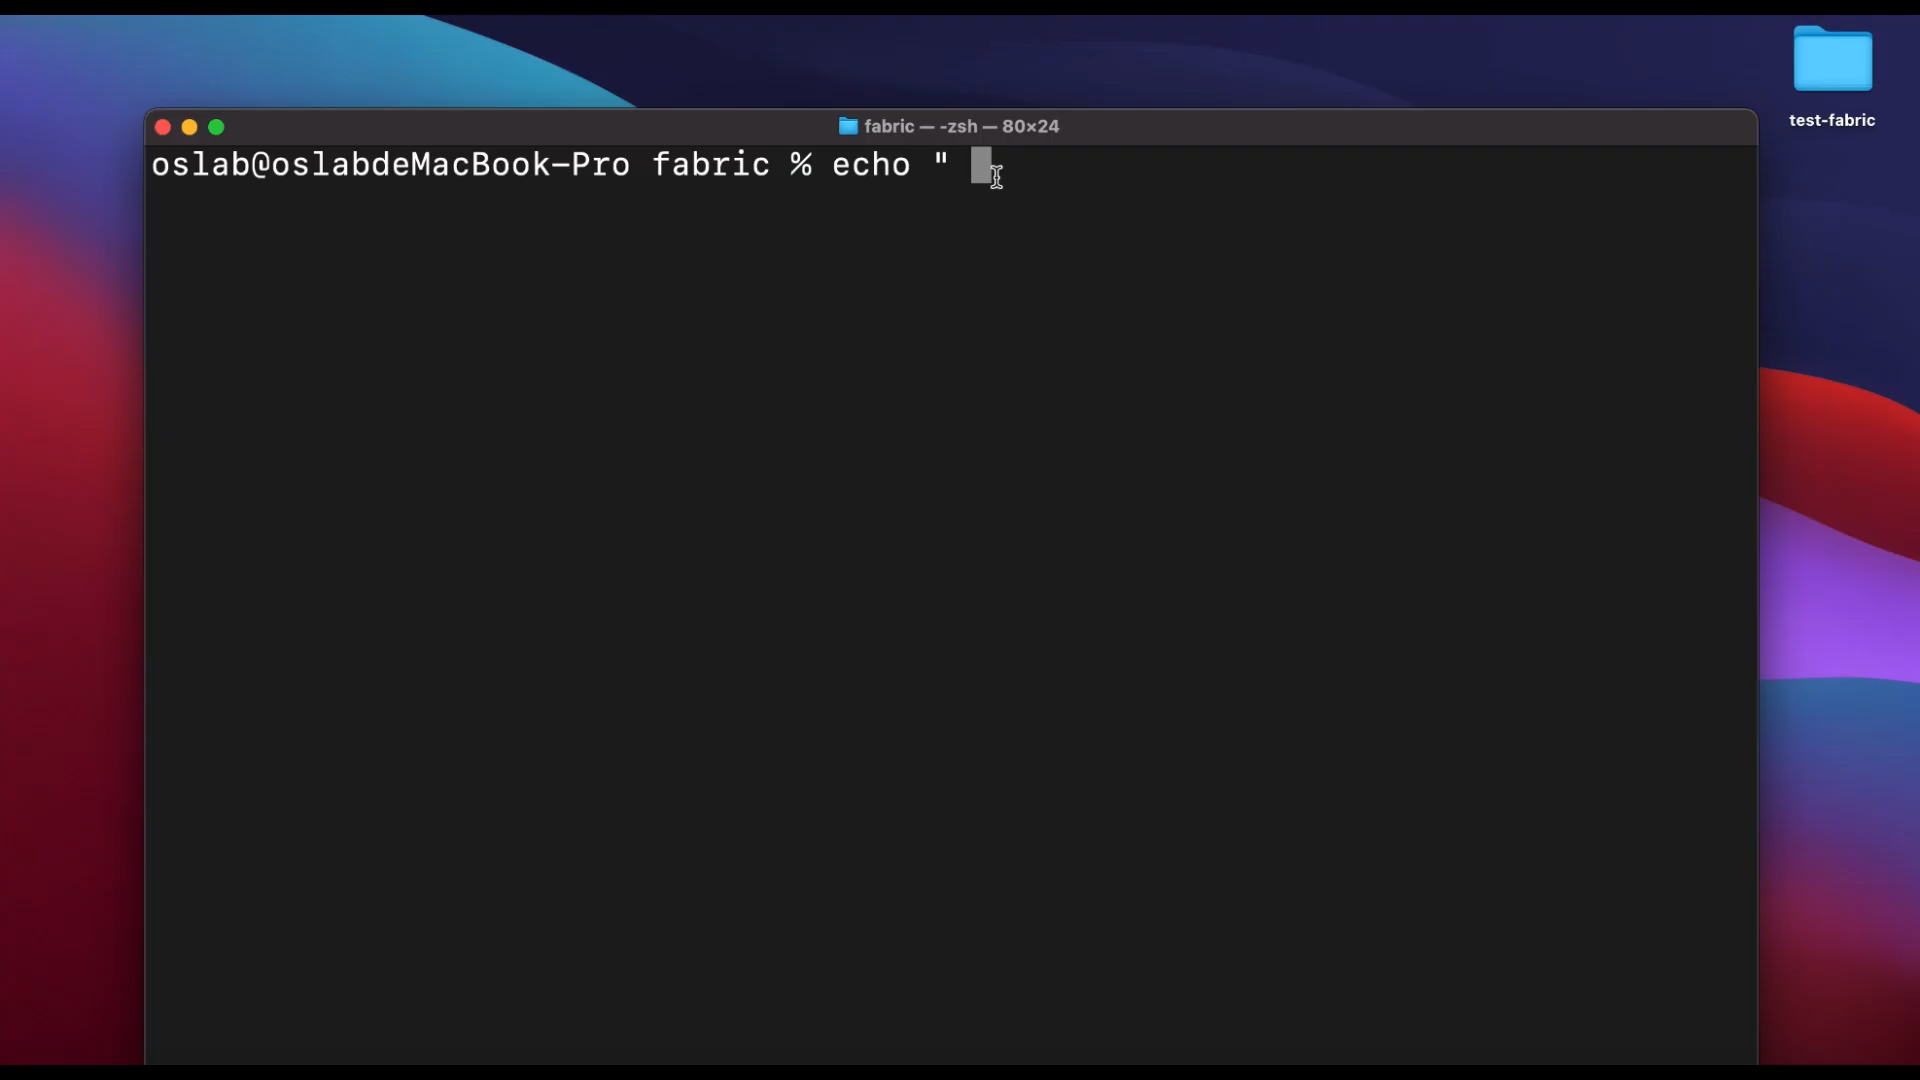 test-fabric
fabric — -zsh — 80×24
oslab@oslabdeMacBook-Pro fabric % echo "